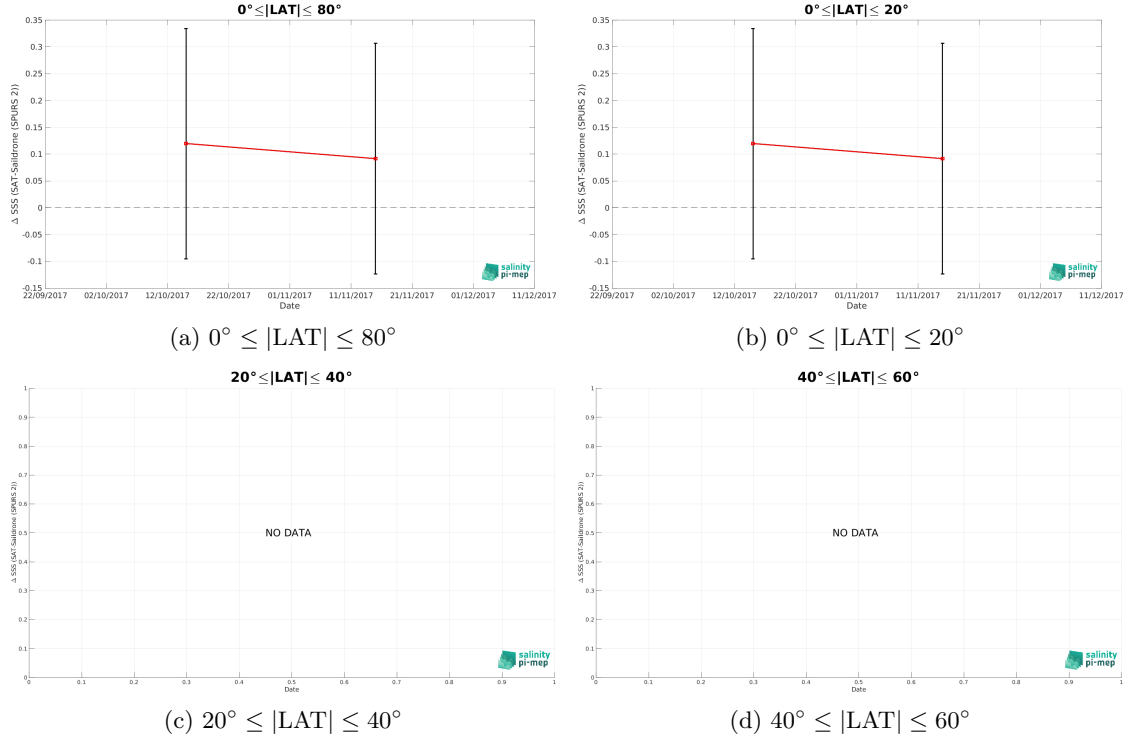 0°≤|LAT|≤ 80°
Δ SSS (SAT-Saildrone (SPURS 2))
0.35
0.3
0.25
0.2
0.15
0.1
0.05
0
-0.05
-0.1
-0.15
22/09/2017 02/10/2017 12/10/2017 22/10/2017 01/11/2017 11/11/2017 21/11/2017 01/12/2017 11/12/2017
Date
salinity
pi-mep
(a) 0° ≤ |LAT| ≤ 80°
0°≤|LAT|≤ 20°
Δ SSS (SAT-Saildrone (SPURS 2))
0.35
0.3
0.25
0.2
0.15
0.1
0.05
0
-0.05
-0.1
-0.15
22/09/2017 02/10/2017 12/10/2017 22/10/2017 01/11/2017 11/11/2017 21/11/2017 01/12/2017 11/12/2017
Date
salinity
pi-mep
(b) 0° ≤ |LAT| ≤ 20°
20°≤|LAT|≤ 40°
Δ SSS (SAT-Saildrone (SPURS 2))
1
0.9
0.8
0.7
0.6
0.5
0.4
0.3
0.2
0.1
0
NO DATA
0 0.1 0.2 0.3 0.4 0.5 0.6 0.7 0.8 0.9 1
Date
salinity
pi-mep
(c) 20° ≤ |LAT| ≤ 40°
40°≤|LAT|≤ 60°
Δ SSS (SAT-Saildrone (SPURS 2))
1
0.9
0.8
0.7
0.6
0.5
0.4
0.3
0.2
0.1
0
NO DATA
0 0.1 0.2 0.3 0.4 0.5 0.6 0.7 0.8 0.9 1
Date
salinity
pi-mep
(d) 40° ≤ |LAT| ≤ 60°